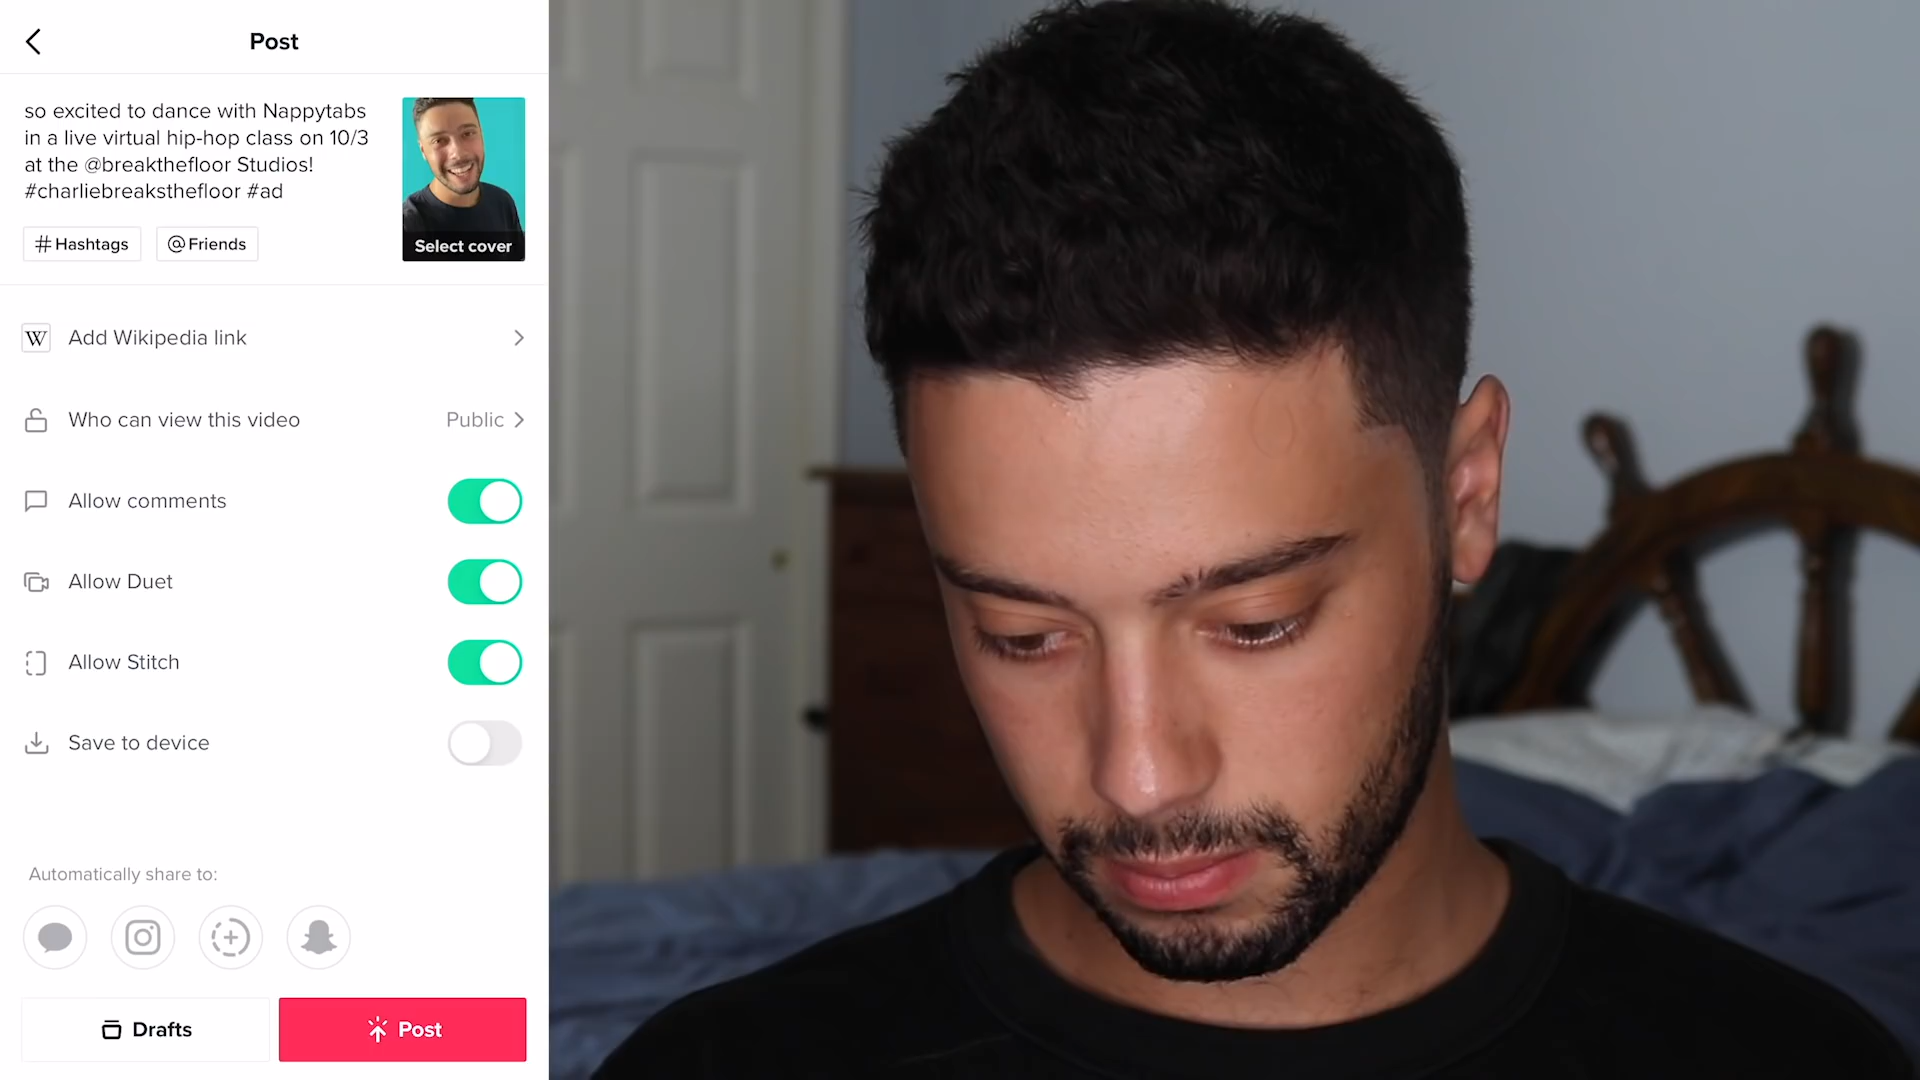 Post
so excited to dance with Nappytabs
in a live virtual hip-hop class on 10/3
at the @breakthefloor Studios!
#charliebreaksthefloor #ad
# Hashtags
@ Friends
Select cover
W Add Wikipedia link
Who can view this video Public
Allow comments
Allow Duet
Allow Stitch
Save to device
Automatically share to:
Drafts
Post